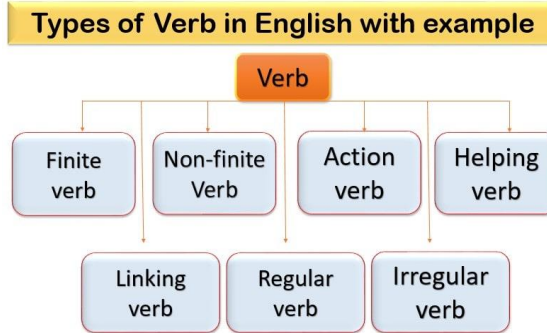 Types of Verb in English with example
Verb
Finite
verb
Non-finite
Verb
Action
verb
Helping
verb
Linking
verb
Regular
verb
Irregular
verb